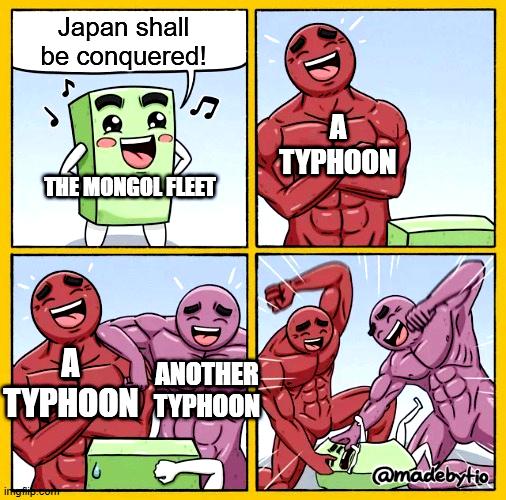 Japan shall
be conquered!
THE MONGOL FLEET
A
TYPHOON
A
TYPHOON
ANOTHER
TYPHOON
@madebytio
imgflip.com